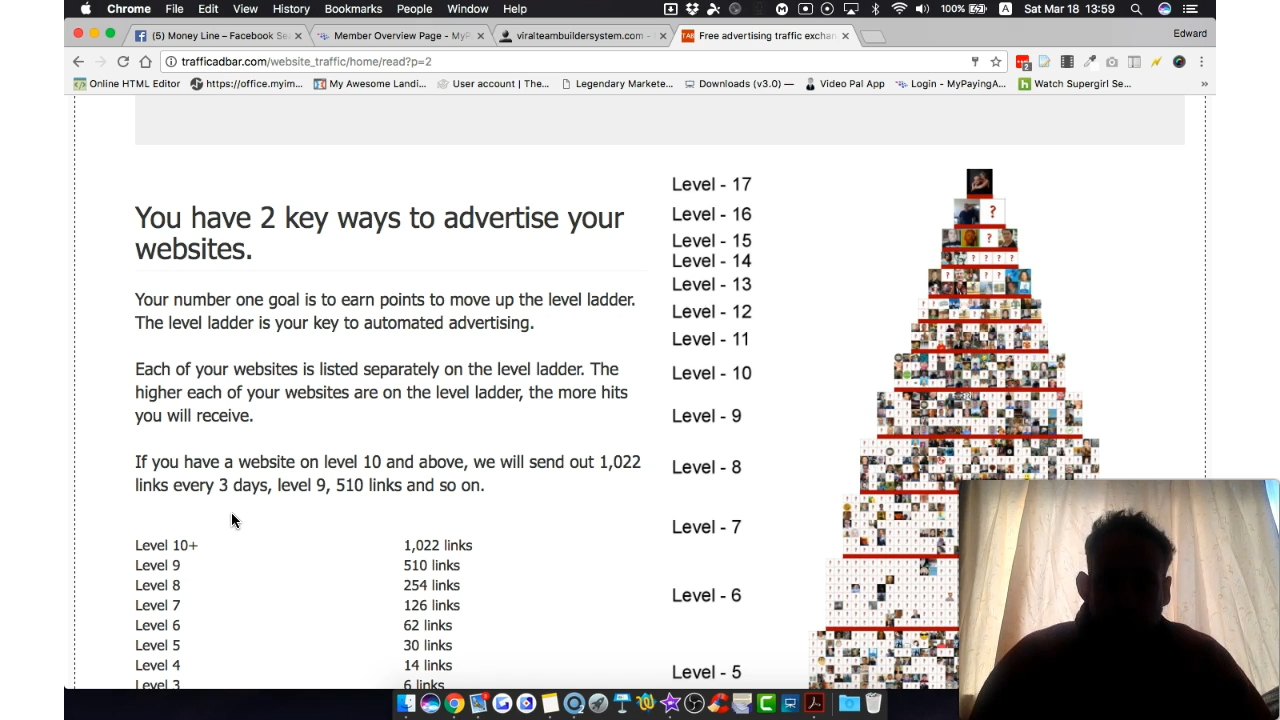 Chrome File Edit View History Bookmarks People Window Help 100% Sat Mar 18 13:59
(5) Money Line – Facebook Se Member Overview Page - MyP viralteambuildersystem.com - Free advertising traffic exchan Edward
trafficadbar.com/website_traffic/home/read?p=2
Online HTML Editor https://office.myim... My Awesome Landi... User account | The... Legendary Markete... Downloads (v3.0) — Video Pal App Login - MyPayingA... Watch Supergirl Se...
You have 2 key ways to advertise your
websites.
Your number one goal is to earn points to move up the level ladder.
The level ladder is your key to automated advertising.
Each of your websites is listed separately on the level ladder. The
higher each of your websites are on the level ladder, the more hits
you will receive.
If you have a website on level 10 and above, we will send out 1,022
links every 3 days, level 9, 510 links and so on.
Level 10+ 1,022 links
Level 9 510 links
Level 8 254 links
Level 7 126 links
Level 6 62 links
Level 5 30 links
Level 4 14 links
Level 3 6 links
Level - 17
Level - 16
Level - 15
Level - 14
Level - 13
Level - 12
Level - 11
Level - 10
Level - 9
Level - 8
Level - 7
Level - 6
Level - 5